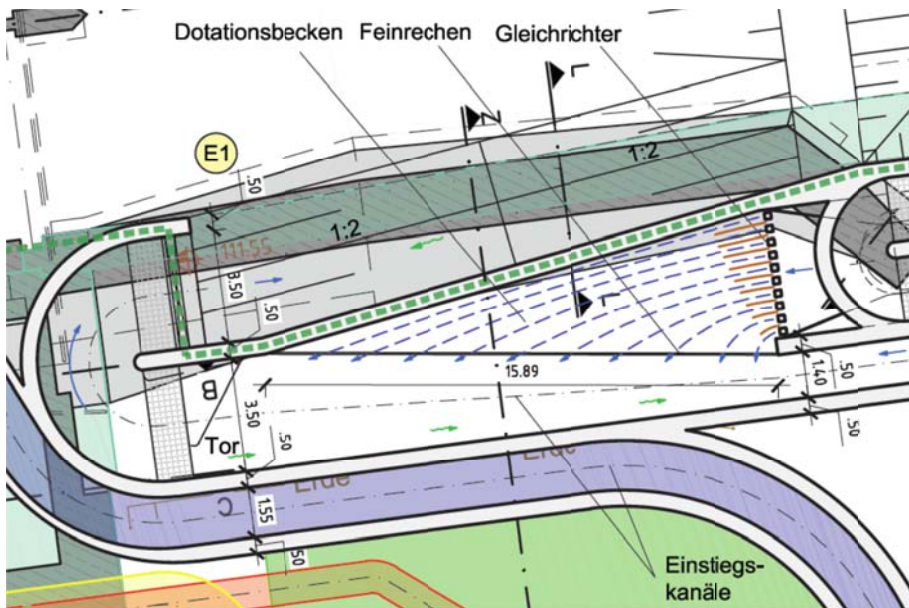 Dotationsbecken Feinrechen Gleichrichter
L
N
1:2
E1
.50
1:2
111.55
3.50
.50
L
15.89
.50
1.40
.50
B
3.50
Tor
.50
Erde
Erde
C
1.55
.50
Einstiegs-
kanäle